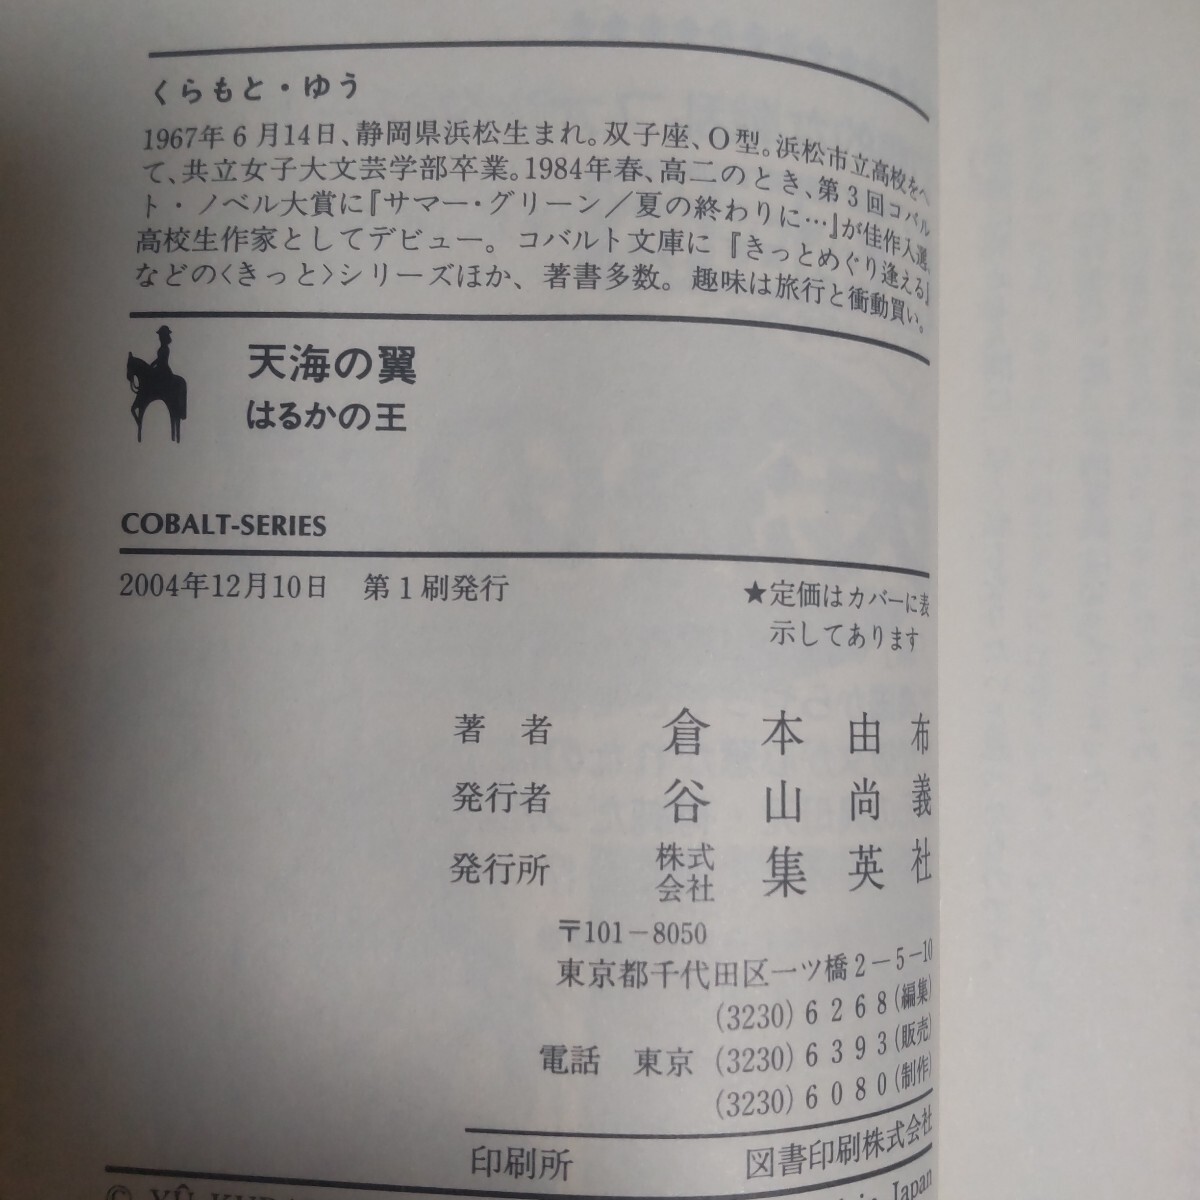 くらもと・ゆう
1967年6月14日、静岡県浜松生まれ。双子座、O型。浜松市立高校をへ
て、共立女子大文芸学部卒業。1984年春、高二のとき、第3回コバル
ト・ノベル大賞に『サマー・グリーン／夏の終わりに…』が佳作入選、
高校生作家としてデビュー。コバルト文庫に『きっとめぐり逢える』
などの〈きっと〉シリーズほか、著書多数。趣味は旅行と衝動買い。
天海の翼
はるかの王
COBALT-SERIES
2004年12月10日　第1刷発行
★定価はカバーに表
示してあります
著者　倉本由布
発行者　谷山尚義
発行所　株式会社　集英社
〒101－8050
東京都千代田区一ツ橋2－5－10
(3230)6268(編集)
電話　東京　(3230)6393(販売)
(3230)6080(制作)
印刷所　図書印刷株式会社
Japan